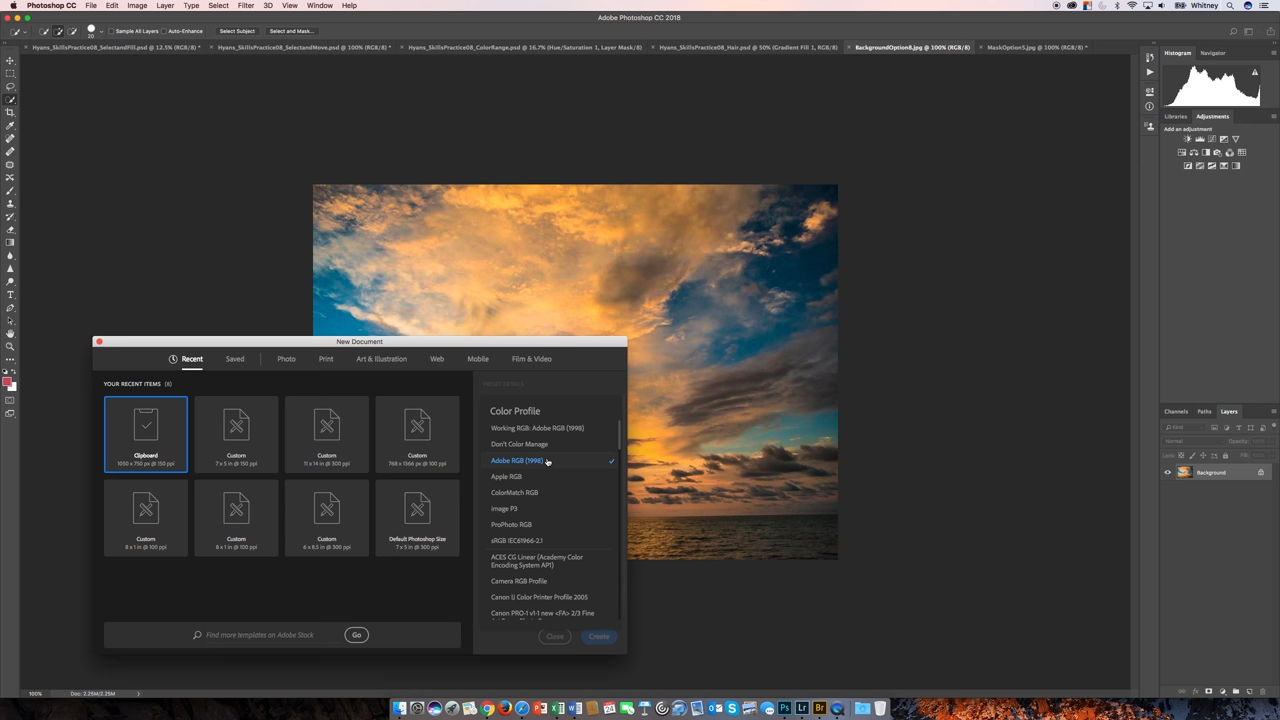 Photoshop CC File Edit Image Layer Type Select Filter 3D View Window Help Whitney
Adobe Photoshop CC 2018
20 Sample All Layers Auto-Enhance Select Subject Select and Mask...
Hyans_SkillsPractice08_SelectandFill.psd @ 12.5% (RGB/8) * Hyans_SkillsPractice08_SelectandMove.psd @ 100% (RGB/8) * Hyans_SkillsPractice08_ColorRange.psd @ 16.7% (Hue/Saturation 1, Layer Mask/8) Hyans_SkillsPractice08_Hair.psd @ 50% (Gradient Fill 1, RGB/8) BackgroundOption8.jpg @ 100% (RGB/8) MaskOption5.jpg @ 100% (RGB/8) *
Histogram Navigator
Libraries Adjustments
Add an adjustment
New Document
Recent Saved Photo Print Art & Illustration Web Mobile Film & Video
YOUR RECENT ITEMS (8)
PRESET DETAILS
Clipboard
1050 x 750 px @ 150 ppi
Custom
7 x 5 in @ 150 ppi
Custom
11 x 14 in @ 300 ppi
Custom
768 x 1366 px @ 100 ppi
Custom
8 x 1 in @ 100 ppi
Custom
8 x 1 in @ 100 ppi
Custom
6 x 8.5 in @ 300 ppi
Default Photoshop Size
7 x 5 in @ 300 ppi
Color Profile
Working RGB: Adobe RGB (1998)
Don't Color Manage
Adobe RGB (1998)
Apple RGB
ColorMatch RGB
image P3
ProPhoto RGB
sRGB IEC61966-2.1
ACES CG Linear (Academy Color
Encoding System AP1)
Camera RGB Profile
Canon IJ Color Printer Profile 2005
Canon PRO-1 v1-1 new <FA> 2/3 Fine
Find more templates on Adobe Stock Go
Close Create
Channels Paths Layers
Kind
Normal Opacity:
Lock: Fill:
Background
100% Doc: 2.25M/2.25M